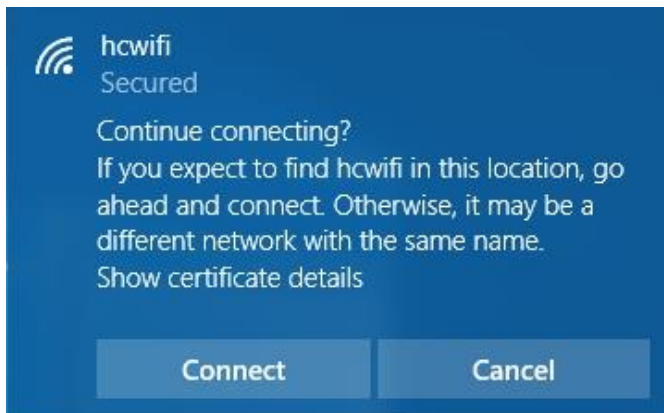 hcwifi
Secured
Continue connecting?
If you expect to find hcwifi in this location, go
ahead and connect. Otherwise, it may be a
different network with the same name.
Show certificate details
Connect
Cancel